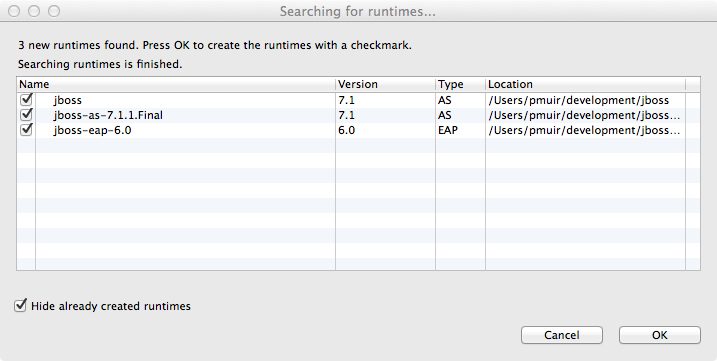 Searching for runtimes...
3 new runtimes found. Press OK to create the runtimes with a checkmark.
Searching runtimes is finished.
Name Version Type Location
jboss 7.1 AS /Users/pmuir/development/jboss
jboss-as-7.1.1.Final 7.1 AS /Users/pmuir/development/jboss...
jboss-eap-6.0 6.0 EAP /Users/pmuir/development/jboss...
Hide already created runtimes
Cancel OK